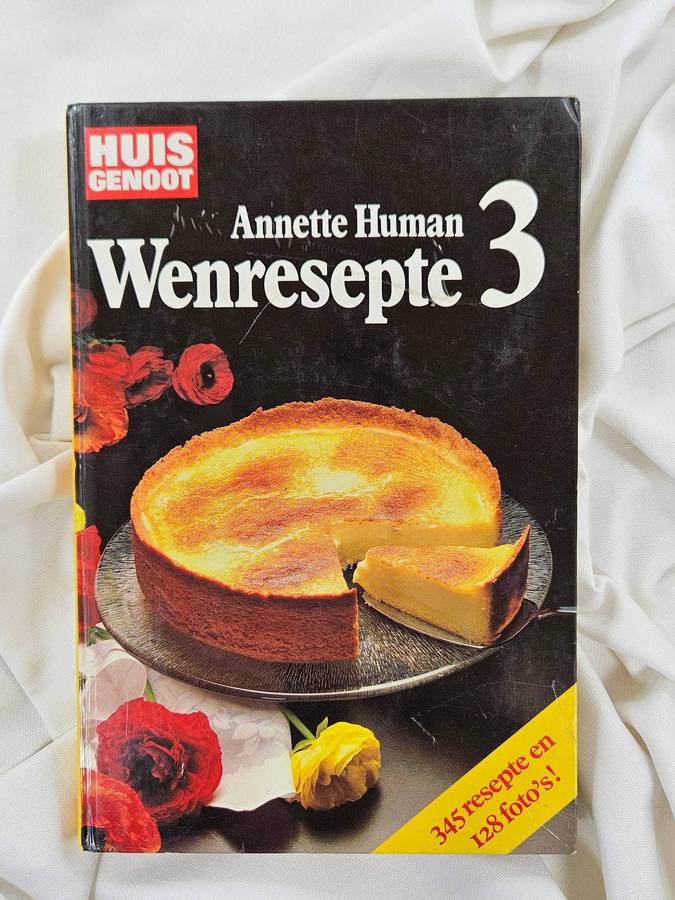 HUIS
GENOOT
Annette Human
Wenresepte 3
345 resepte en
128 foto's!